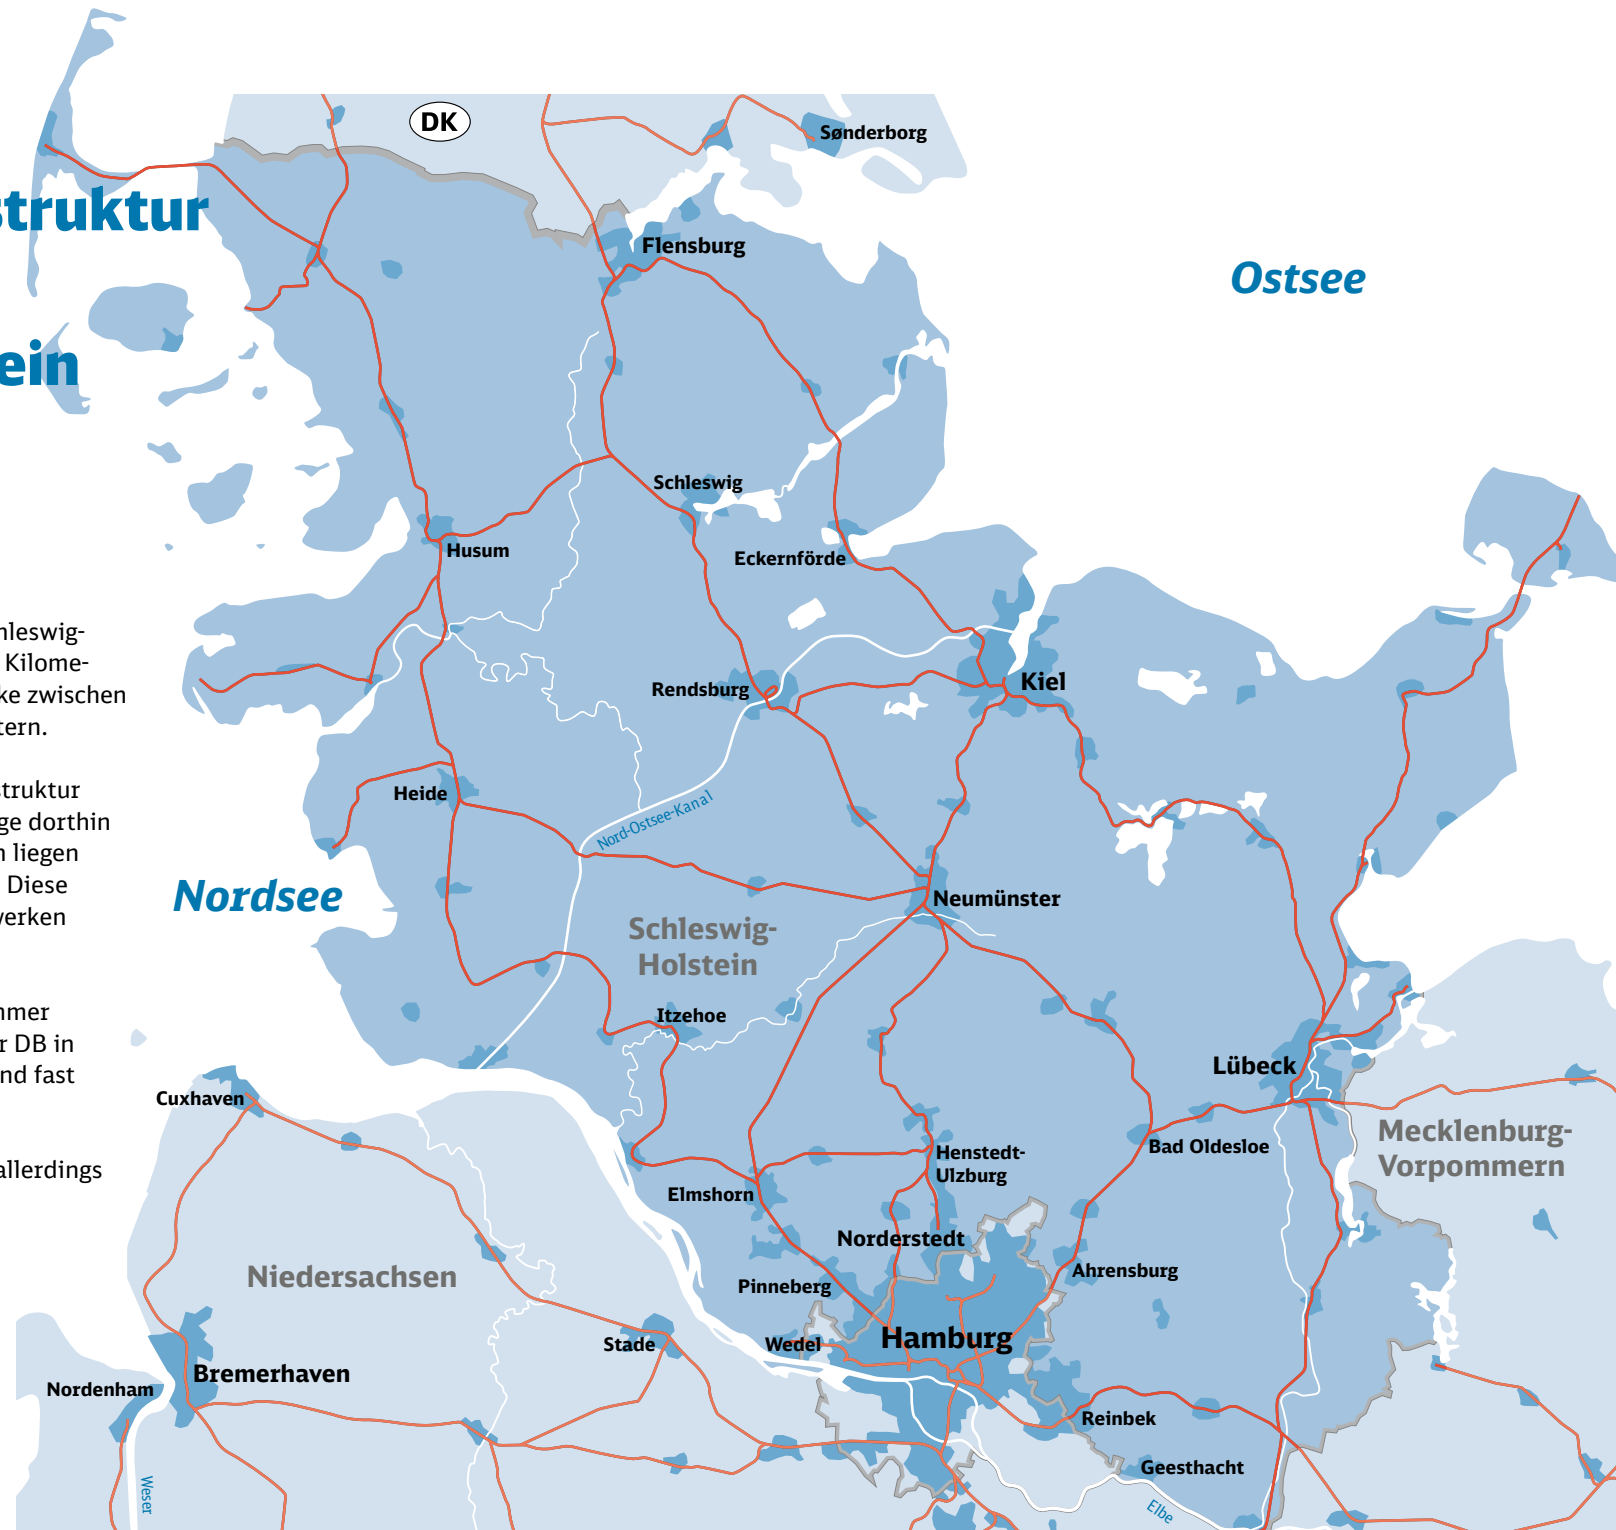 struktur
ein
hleswig-
Kilome-
ke zwischen
tern.
struktur
ge dorthin
n liegen
Diese
werken
mmer
r DB in
nd fast
allerdings
DK
Sønderborg
Flensburg
Ostsee
Schleswig
Husum
Eckernförde
Rendsburg
Kiel
Heide
Nord-Ostsee-Kanal
Nordsee
Neumünster
Schleswig-
Holstein
Itzehoe
Lübeck
Cuxhaven
Mecklenburg-
Vorpommern
Bad Oldesloe
Henstedt-
Ulzburg
Elmshorn
Norderstedt
Niedersachsen
Ahrensburg
Pinneberg
Hamburg
Stade
Wedel
Bremerhaven
Nordenham
Reinbek
Geesthacht
Weser
Elbe